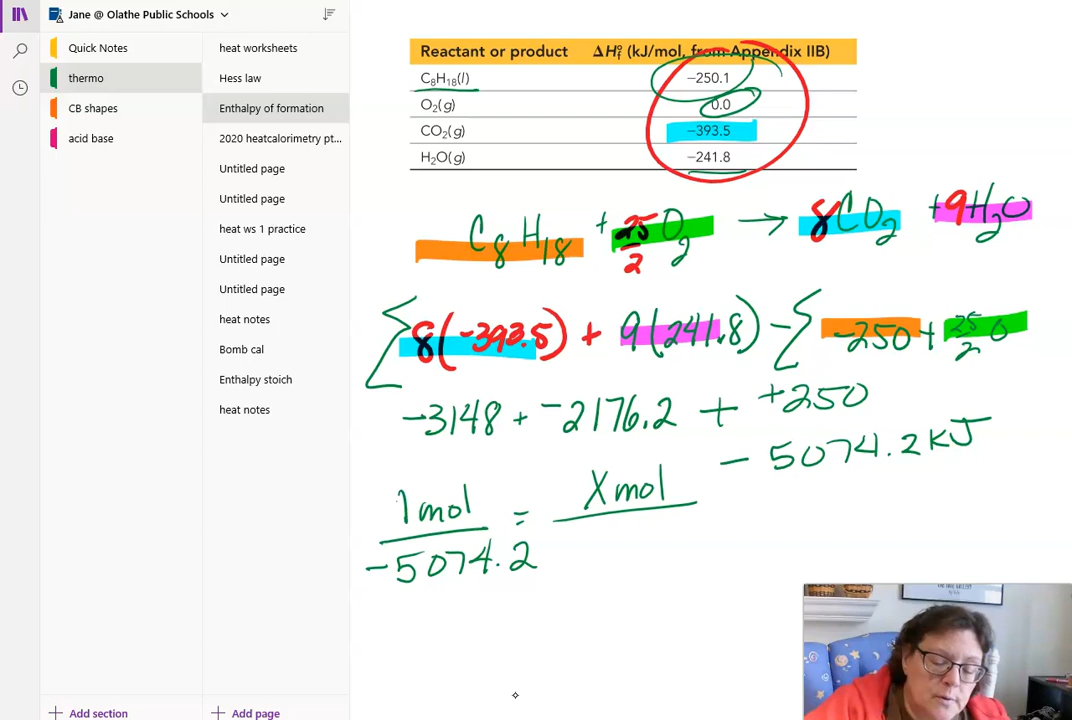 Jane @ Olathe Public Schools
Quick Notes
thermo
CB shapes
acid base
Add section
heat worksheets
Hess law
Enthalpy of formation
2020 heatcalorimetry pt...
Untitled page
Untitled page
heat ws 1 practice
Untitled page
Untitled page
heat notes
Bomb cal
Enthalpy stoich
heat notes
Add page
Reactant or product ΔH°f (kJ/mol, from Appendix IIB)
C₈H₁₈(l) −250.1
O₂(g) 0.0
CO₂(g) −393.5
H₂O(g) −241.8
C₈H₁₈ + 25/2 O₂ → 8CO₂ + 9H₂O
[8(-393.5) + 9(241.8) - [-250 + 25/2 0
-3148 + -2176.2 + +250
- 5074.2 kJ
1mol = Xmol
-5074.2